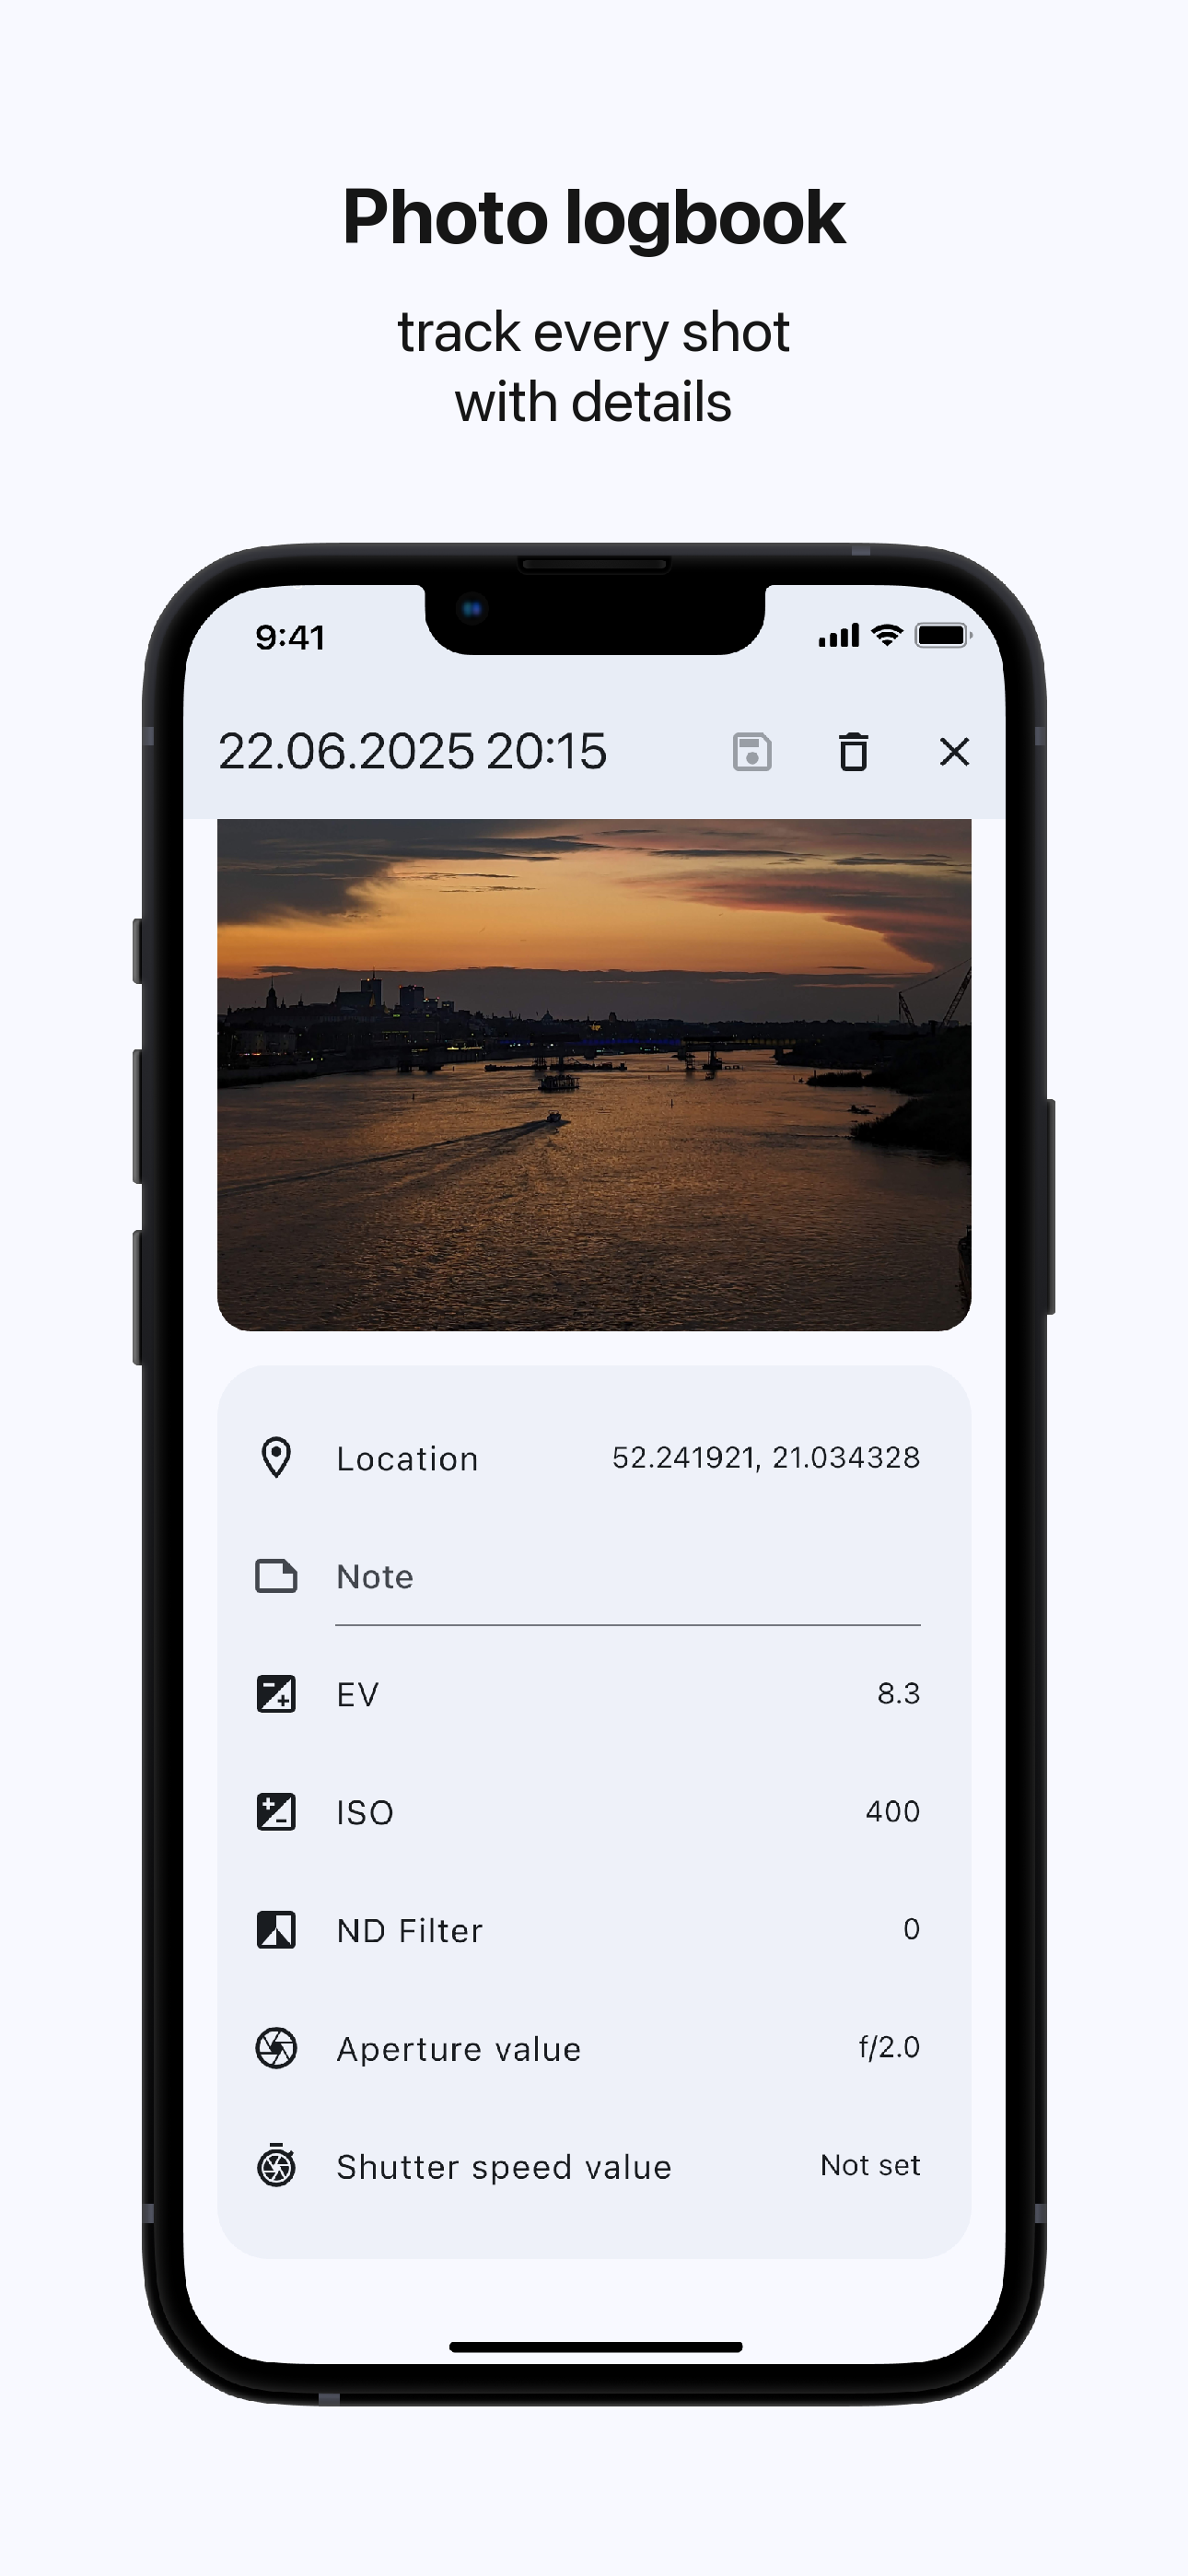 Photo logbook
track every shot
with details
9:41
22.06.2025 20:15
Location 52.241921, 21.034328
Note
EV 8.3
ISO 400
ND Filter 0
Aperture value f/2.0
Shutter speed value Not set